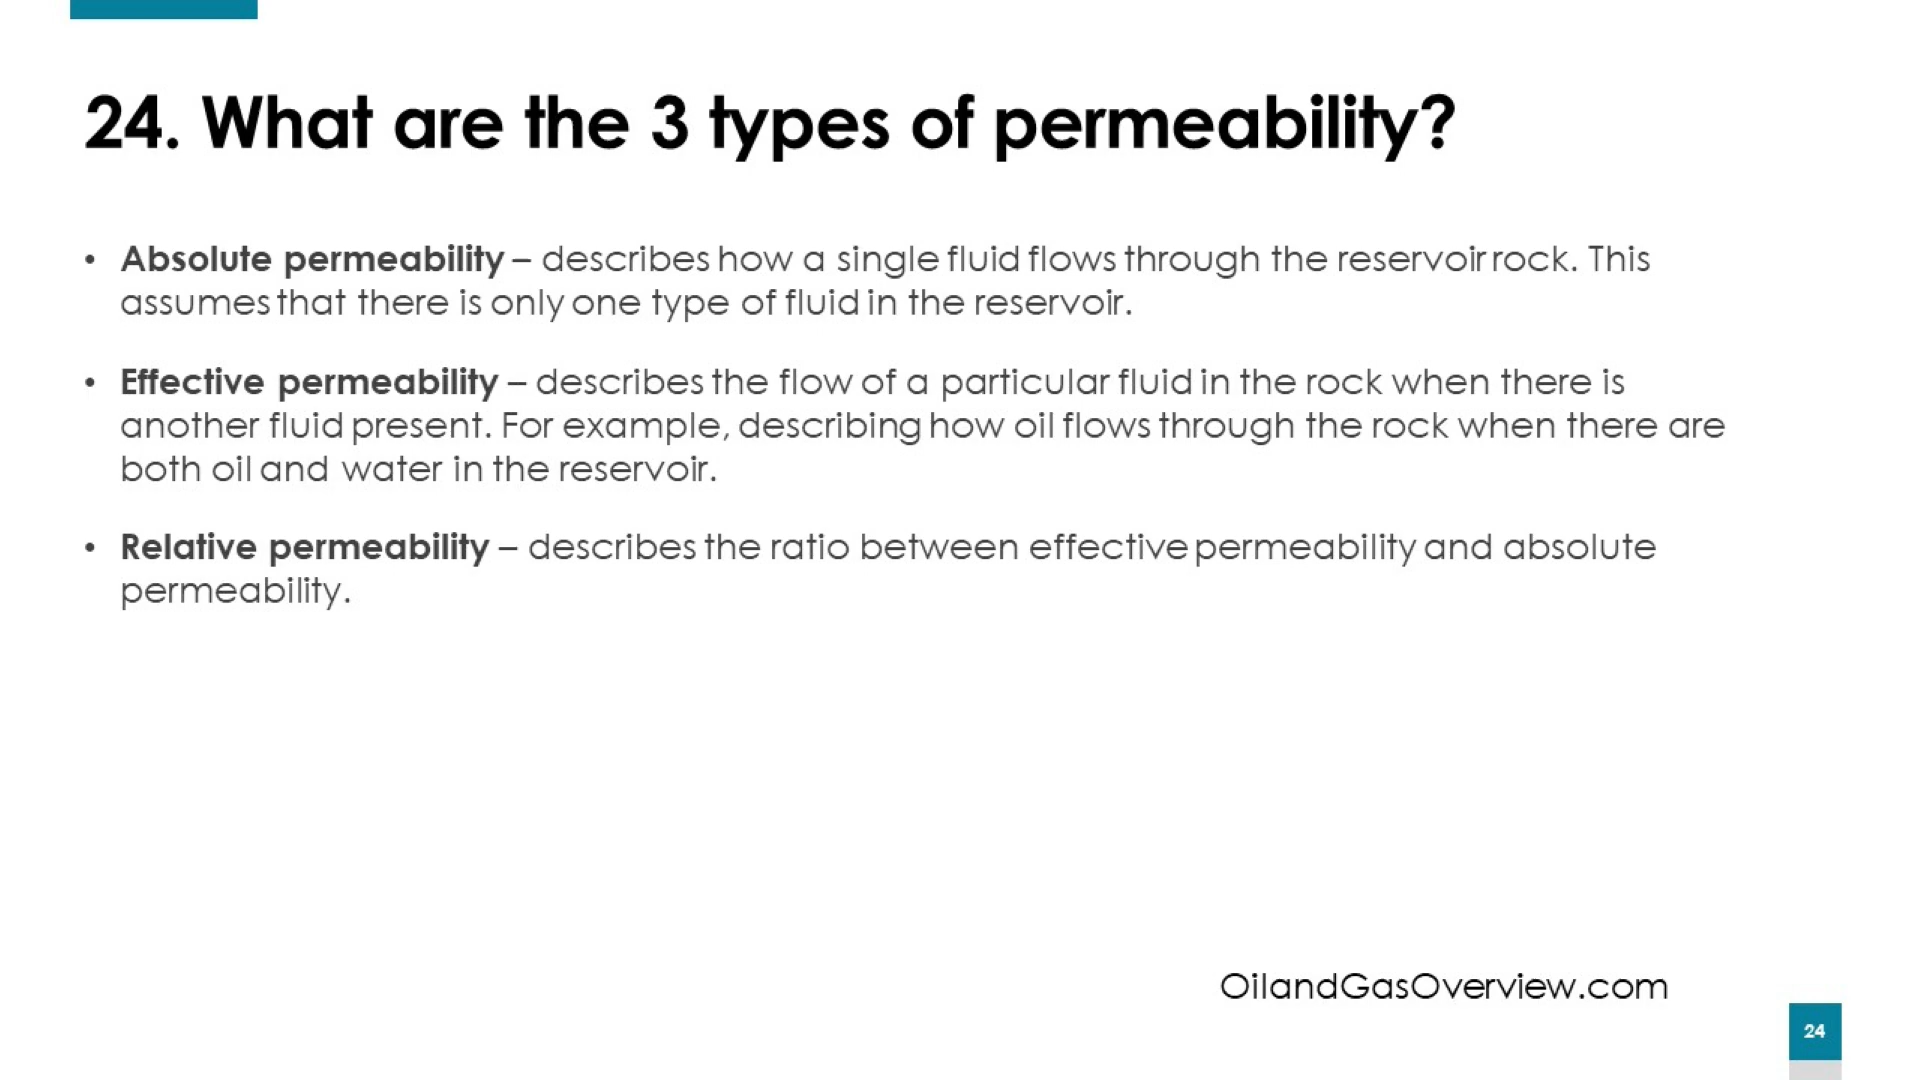 24. What are the 3 types of permeability?
• Absolute permeability – describes how a single fluid flows through the reservoir rock. This
assumes that there is only one type of fluid in the reservoir.
• Effective permeability – describes the flow of a particular fluid in the rock when there is
another fluid present. For example, describing how oil flows through the rock when there are
both oil and water in the reservoir.
• Relative permeability – describes the ratio between effective permeability and absolute
permeability.
OilandGasOverview.com
24